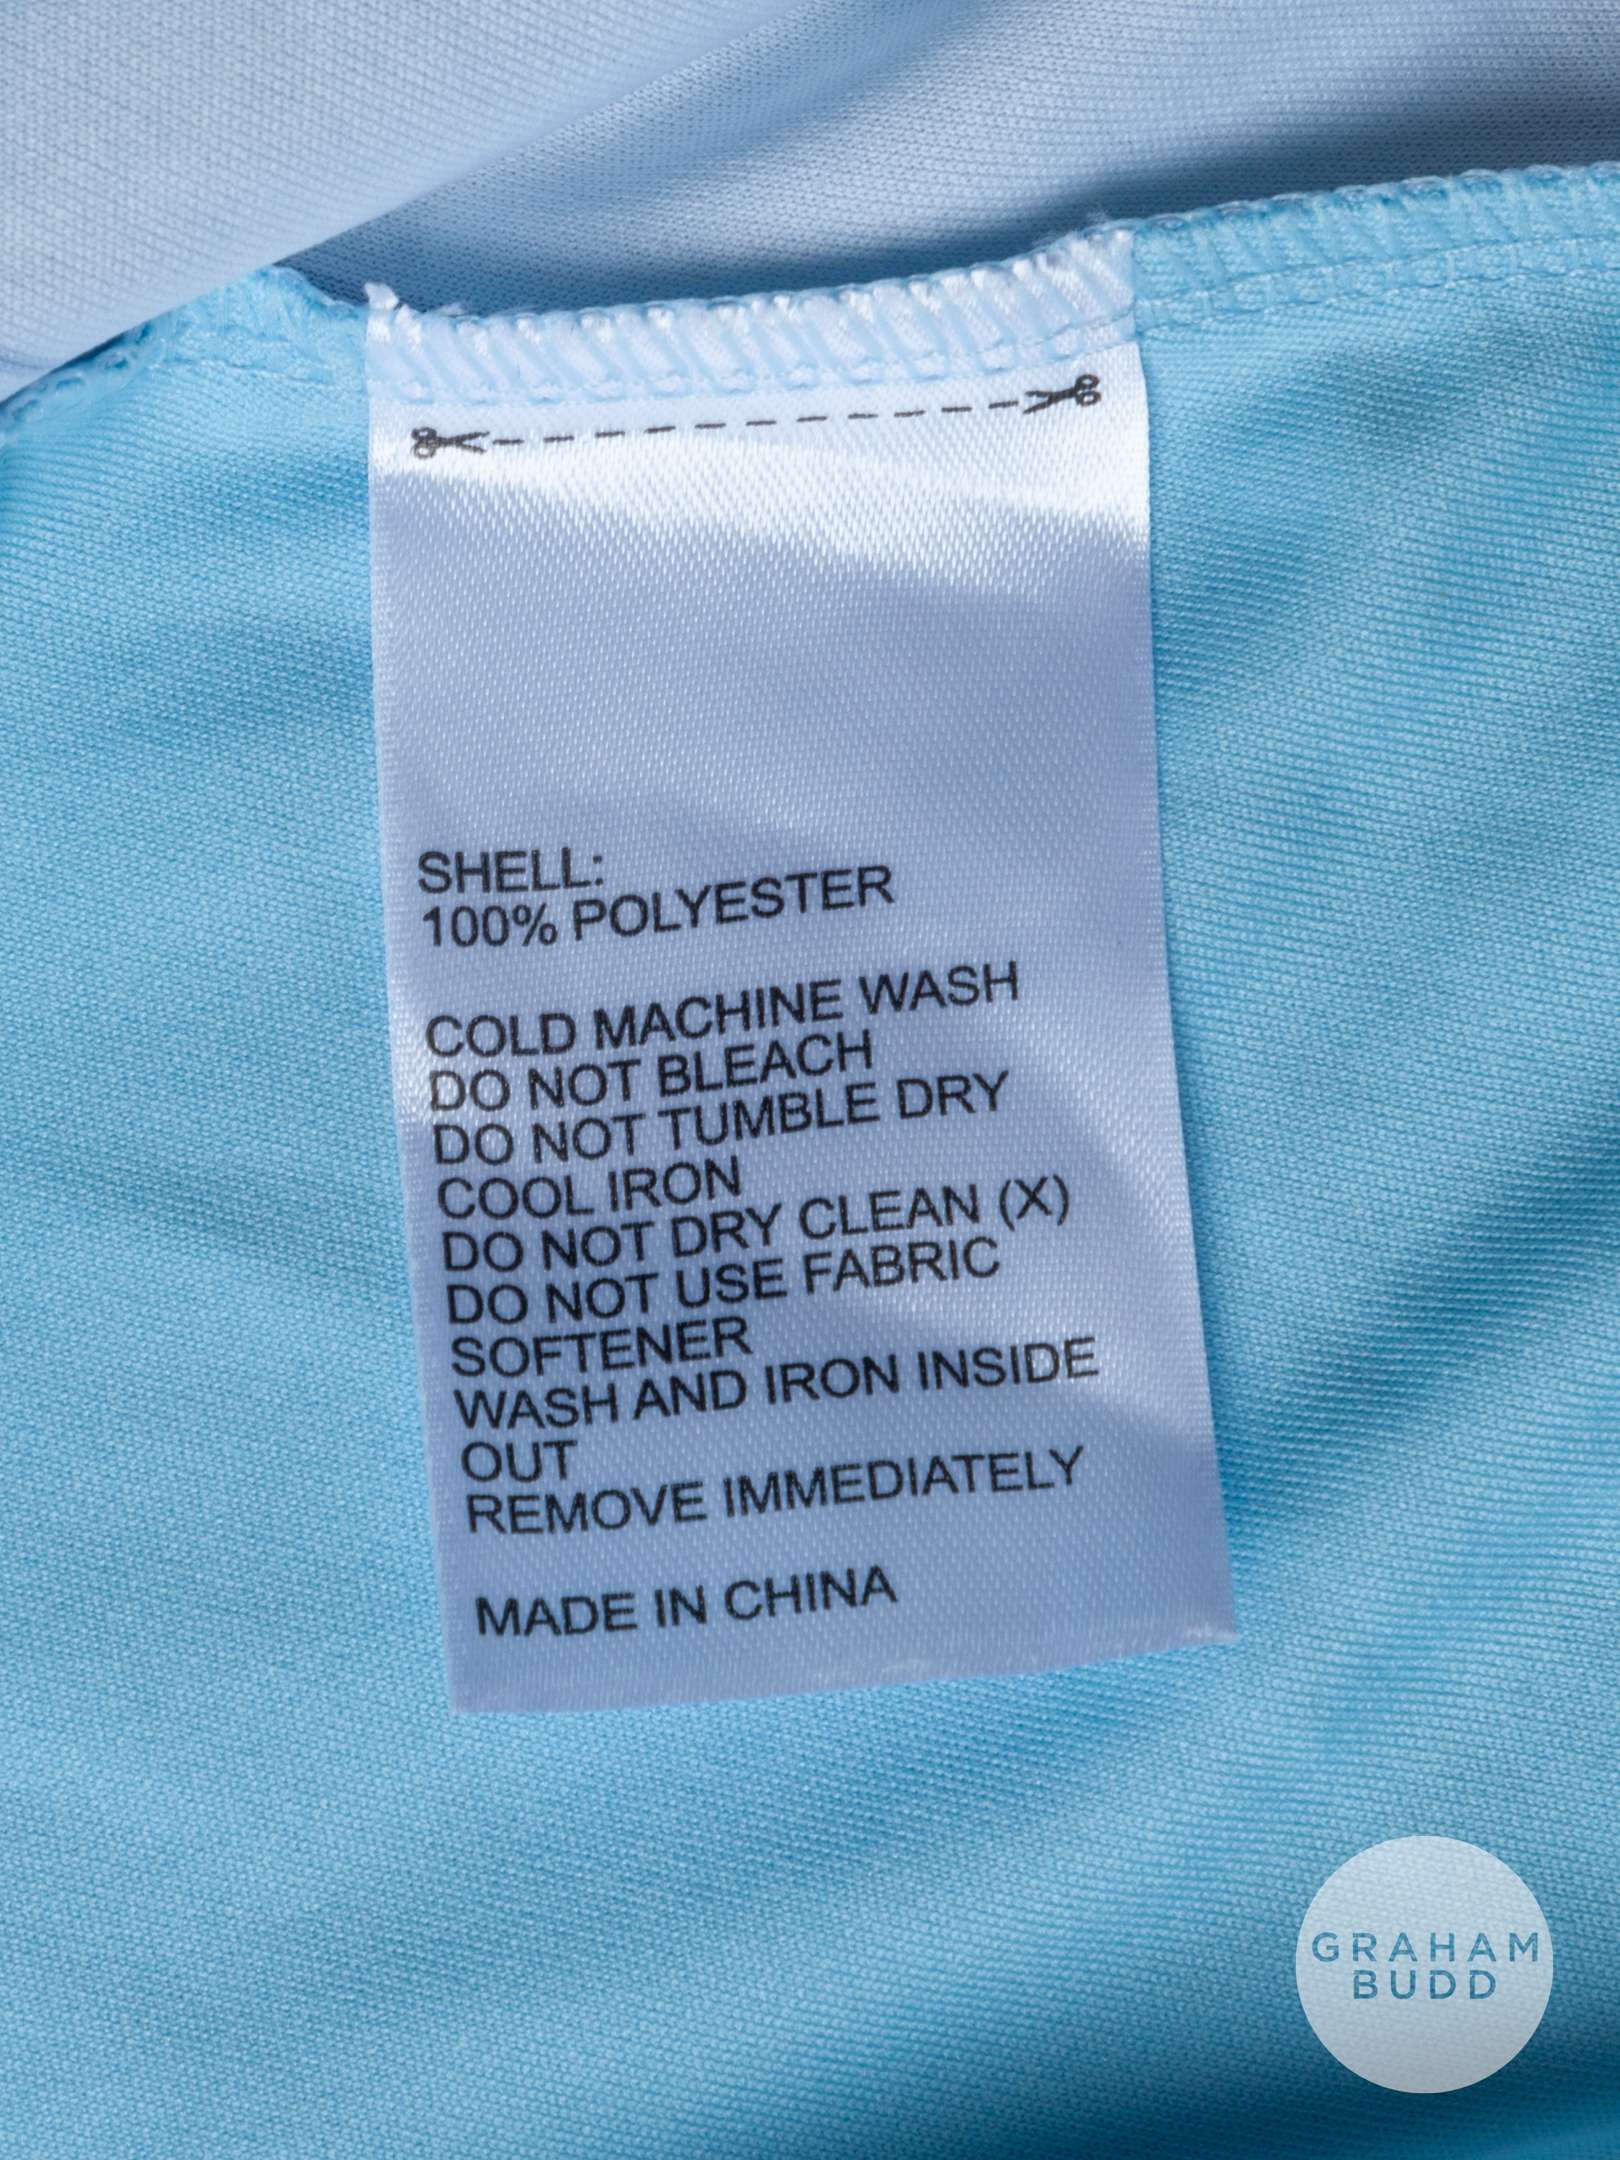 SHELL:
100% POLYESTER
COLD MACHINE WASH
DO NOT BLEACH
DO NOT TUMBLE DRY
COOL IRON
DO NOT DRY CLEAN (X)
DO NOT USE FABRIC
SOFTENER
WASH AND IRON INSIDE
OUT
REMOVE IMMEDIATELY
MADE IN CHINA
GRAHAM
BUDD